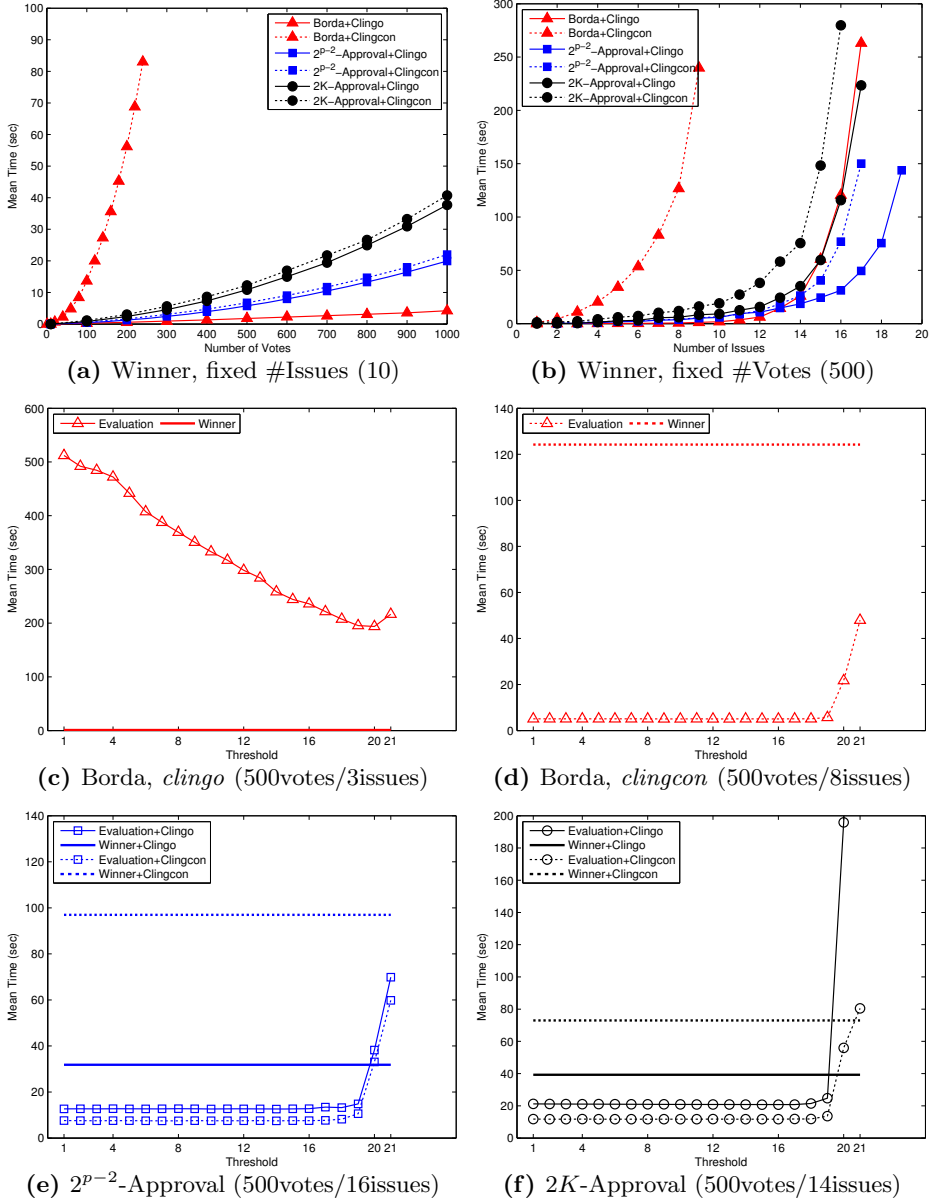 Borda+Clingo
Borda+Clingcon
2^{p-2}-Approval+Clingo
2^{p-2}-Approval+Clingcon
2K-Approval+Clingo
2K-Approval+Clingcon
Mean Time (sec)
100
90
80
70
60
50
40
30
20
10
0
0 100 200 300 400 500 600 700 800 900 1000
Number of Votes
(a) Winner, fixed #Issues (10)
Borda+Clingo
Borda+Clingcon
2^{p-2}-Approval+Clingo
2^{p-2}-Approval+Clingcon
2K-Approval+Clingo
2K-Approval+Clingcon
Mean Time (sec)
300
250
200
150
100
50
0
0 2 4 6 8 10 12 14 16 18 20
Number of Issues
(b) Winner, fixed #Votes (500)
Evaluation Winner
Mean Time (sec)
600
500
400
300
200
100
0
1 4 8 12 16 20 21
Threshold
(c) Borda, clingo (500votes/3issues)
Evaluation Winner
Mean Time (sec)
140
120
100
80
60
40
20
0
1 4 8 12 16 20 21
Threshold
(d) Borda, clingcon (500votes/8issues)
Evaluation+Clingo
Winner+Clingo
Evaluation+Clingcon
Winner+Clingcon
Mean Time (sec)
140
120
100
80
60
40
20
0
1 4 8 12 16 20 21
Threshold
(e) 2^{p-2}-Approval (500votes/16issues)
Evaluation+Clingo
Winner+Clingo
Evaluation+Clingcon
Winner+Clingcon
Mean Time (sec)
200
180
160
140
120
100
80
60
40
20
0
1 4 8 12 16 20 21
Threshold
(f) 2K-Approval (500votes/14issues)